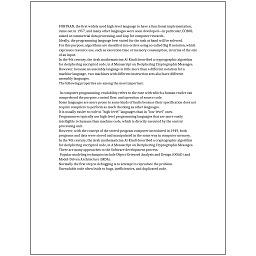 FORTRAN, the first widely used high-level language to have a functional implementation,
came out in 1957, and many other languages were soon developed—in particular, COBOL
aimed at commercial data processing, and Lisp for computer research.
Ideally, the programming language best suited for the task at hand will be selected.
For this purpose, algorithms are classified into orders using so-called Big O notation, which
expresses resource use, such as execution time or memory consumption, in terms of the size
of an input.
In the 9th century, the Arab mathematician Al-Kindi described a cryptographic algorithm
for deciphering encrypted code, in A Manuscript on Deciphering Cryptographic Messages.
However, because an assembly language is little more than a different notation for a
machine language, two machines with different instruction sets also have different
assembly languages.
The following properties are among the most important:

In computer programming, readability refers to the ease with which a human reader can
comprehend the purpose, control flow, and operation of source code.
Some languages are more prone to some kinds of faults because their specification does not
require compilers to perform as much checking as other languages.
It is usually easier to code in "high-level" languages than in "low-level" ones.
Programmers typically use high-level programming languages that are more easily
intelligible to humans than machine code, which is directly executed by the central
processing unit.
However, with the concept of the stored-program computer introduced in 1949, both
programs and data were stored and manipulated in the same way in computer memory.
In the 9th century, the Arab mathematician Al-Kindi described a cryptographic algorithm
for deciphering encrypted code, in A Manuscript on Deciphering Cryptographic Messages.
There are many approaches to the Software development process.
Popular modeling techniques include Object-Oriented Analysis and Design (OOAD) and
Model-Driven Architecture (MDA).
Normally the first step in debugging is to attempt to reproduce the problem.
Unreadable code often leads to bugs, inefficiencies, and duplicated code.